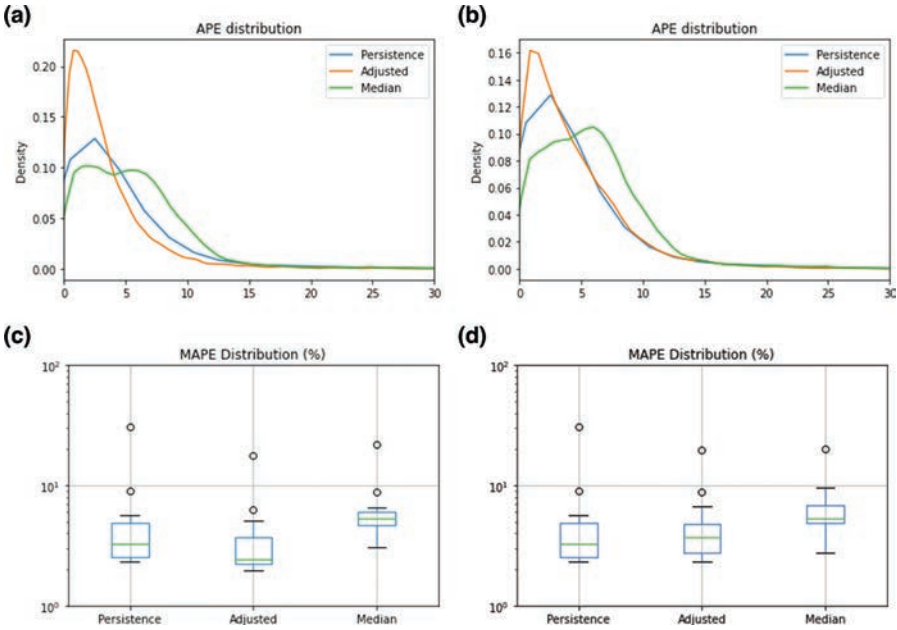 (a)
APE distribution
Persistence
Adjusted
Median
Density
0.20
0.15
0.10
0.05
0.00
0 5 10 15 20 25 30
(b)
APE distribution
Persistence
Adjusted
Median
Density
0.16
0.14
0.12
0.10
0.08
0.06
0.04
0.02
0.00
0 5 10 15 20 25 30
(c)
MAPE Distribution (%)
10²
10¹
10⁰
Persistence Adjusted Median
(d)
MAPE Distribution (%)
10²
10¹
10⁰
Persistence Adjusted Median